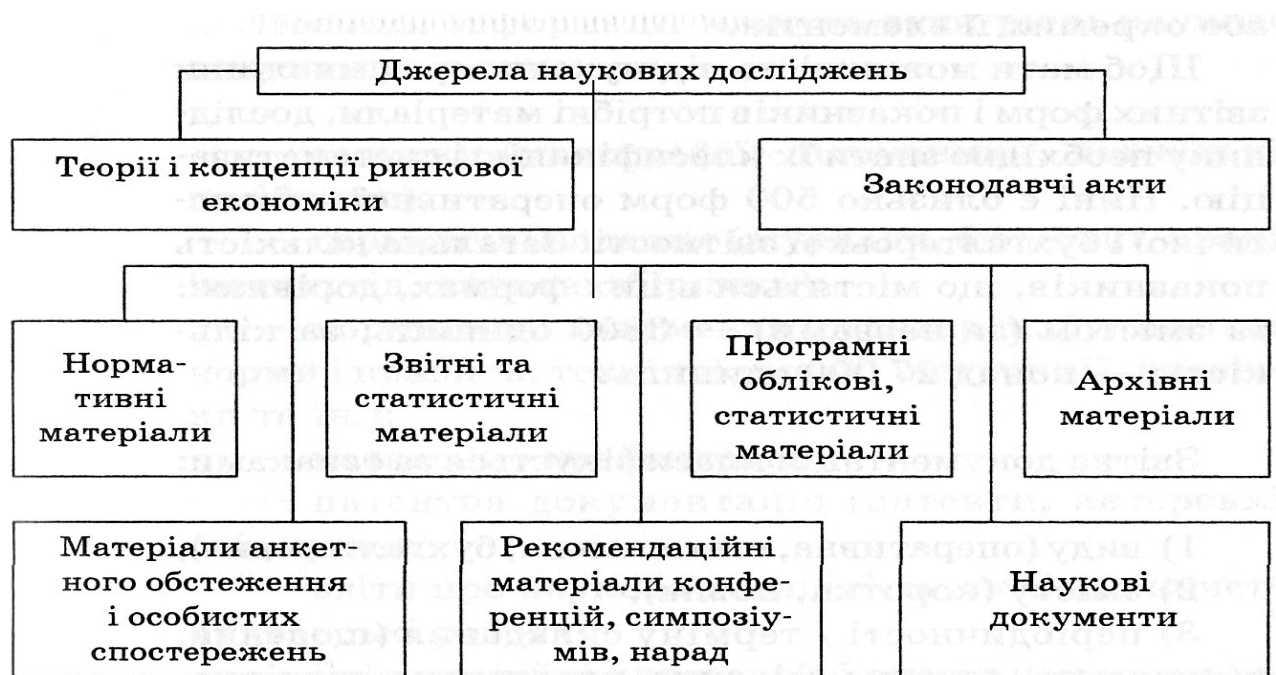 Джерела наукових досліджень
Теорії і концепції ринкової
економіки
Законодавчі акти
Норма-
тивні
матеріали
Звітні та
статистичні
матеріали
Програмні
облікові,
статистичні
матеріали
Архівні
матеріали
Матеріали анкет-
ного обстеження
і особистих
спостережень
Рекомендаційні
матеріали конфе-
ренцій, симпозіу-
мів, нарад
Наукові
документи